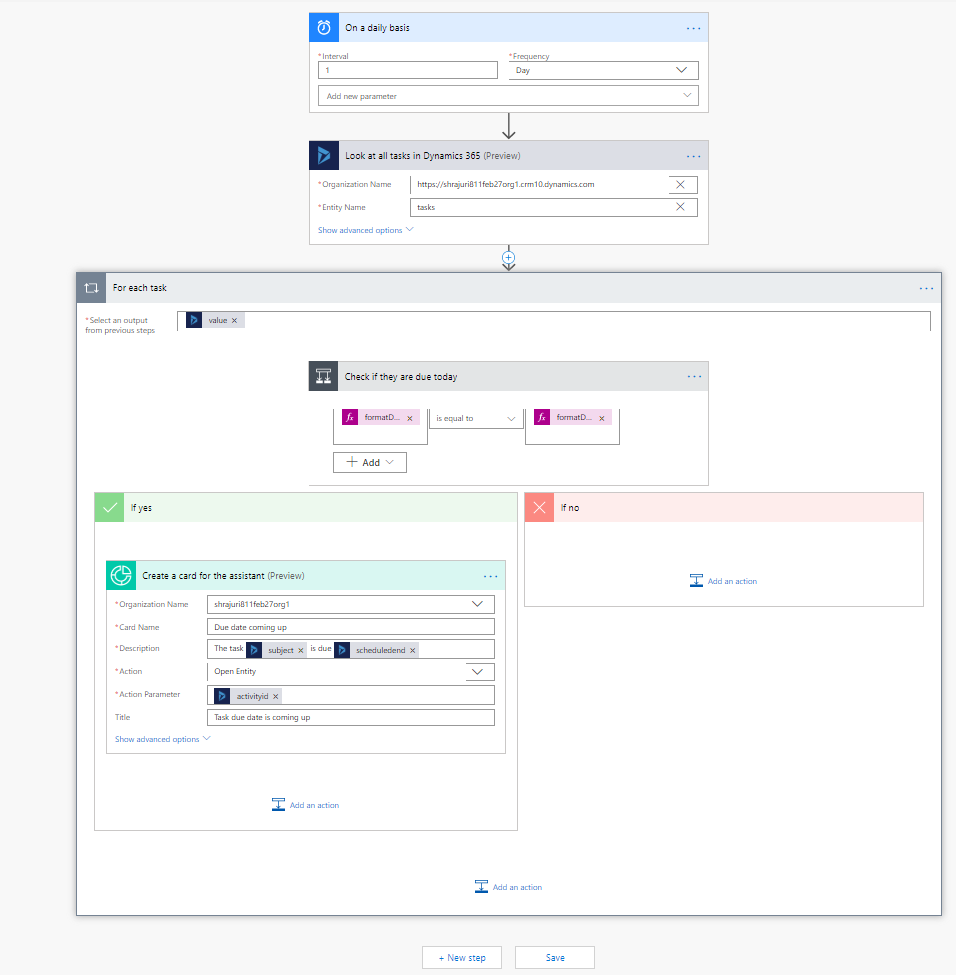 On a daily basis
...
*Interval
*Frequency
1
Day
Add new parameter
Look at all tasks in Dynamics 365 (Preview)
...
*Organization Name
https://shrajuri811feb27org1.crm10.dynamics.com
*Entity Name
tasks
Show advanced options
For each task
...
*Select an output
from previous steps
value
Check if they are due today
...
fx formatD...
is equal to
fx formatD...
+ Add
If yes
If no
Create a card for the assistant (Preview)
...
Add an action
*Organization Name
shrajuri811feb27org1
*Card Name
Due date coming up
*Description
The task subject is due scheduledend
*Action
Open Entity
*Action Parameter
activityid
Title
Task due date is coming up
Show advanced options
Add an action
Add an action
+ New step
Save